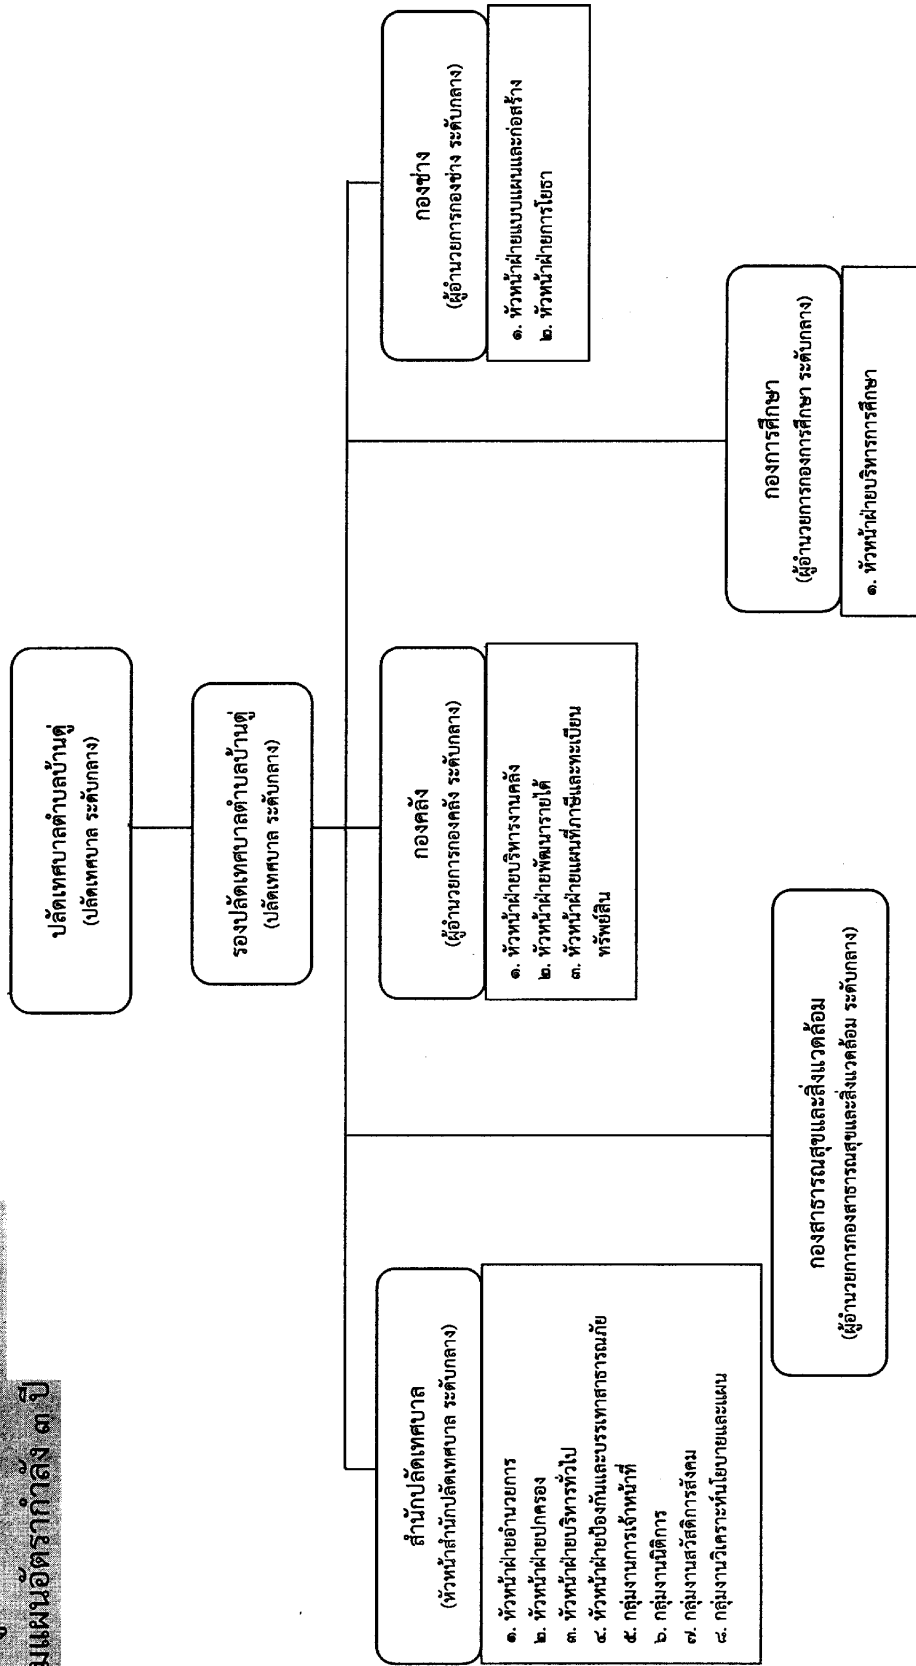 มแผนอัตรากำลัง ๓ ปี
ปลัดเทศบาลตำบลบ้านดู่
(ปลัดเทศบาล ระดับกลาง)
รองปลัดเทศบาลตำบลบ้านดู่
(ปลัดเทศบาล ระดับกลาง)
สำนักปลัดเทศบาล
(หัวหน้าสำนักปลัดเทศบาล ระดับกลาง)
๑. หัวหน้าฝ่ายอำนวยการ
๒. หัวหน้าฝ่ายปกครอง
๓. หัวหน้าฝ่ายบริหารทั่วไป
๔. หัวหน้าฝ่ายป้องกันและบรรเทาสาธารณภัย
๕. กลุ่มงานการเจ้าหน้าที่
๖. กลุ่มงานนิติการ
๗. กลุ่มงานสวัสดิการสังคม
๘. กลุ่มงานวิเคราะห์นโยบายและแผน
กองคลัง
(ผู้อำนวยการกองคลัง ระดับกลาง)
๑. หัวหน้าฝ่ายบริหารงานคลัง
๒. หัวหน้าฝ่ายพัฒนารายได้
๓. หัวหน้าฝ่ายแผนที่ภาษีและทะเบียน
ทรัพย์สิน
กองช่าง
(ผู้อำนวยการกองช่าง ระดับกลาง)
๑. หัวหน้าฝ่ายแบบแผนและก่อสร้าง
๒. หัวหน้าฝ่ายการโยธา
กองสาธารณสุขและสิ่งแวดล้อม
(ผู้อำนวยการกองสาธารณสุขและสิ่งแวดล้อม ระดับกลาง)
กองการศึกษา
(ผู้อำนวยการกองการศึกษา ระดับกลาง)
๑. หัวหน้าฝ่ายบริหารการศึกษา